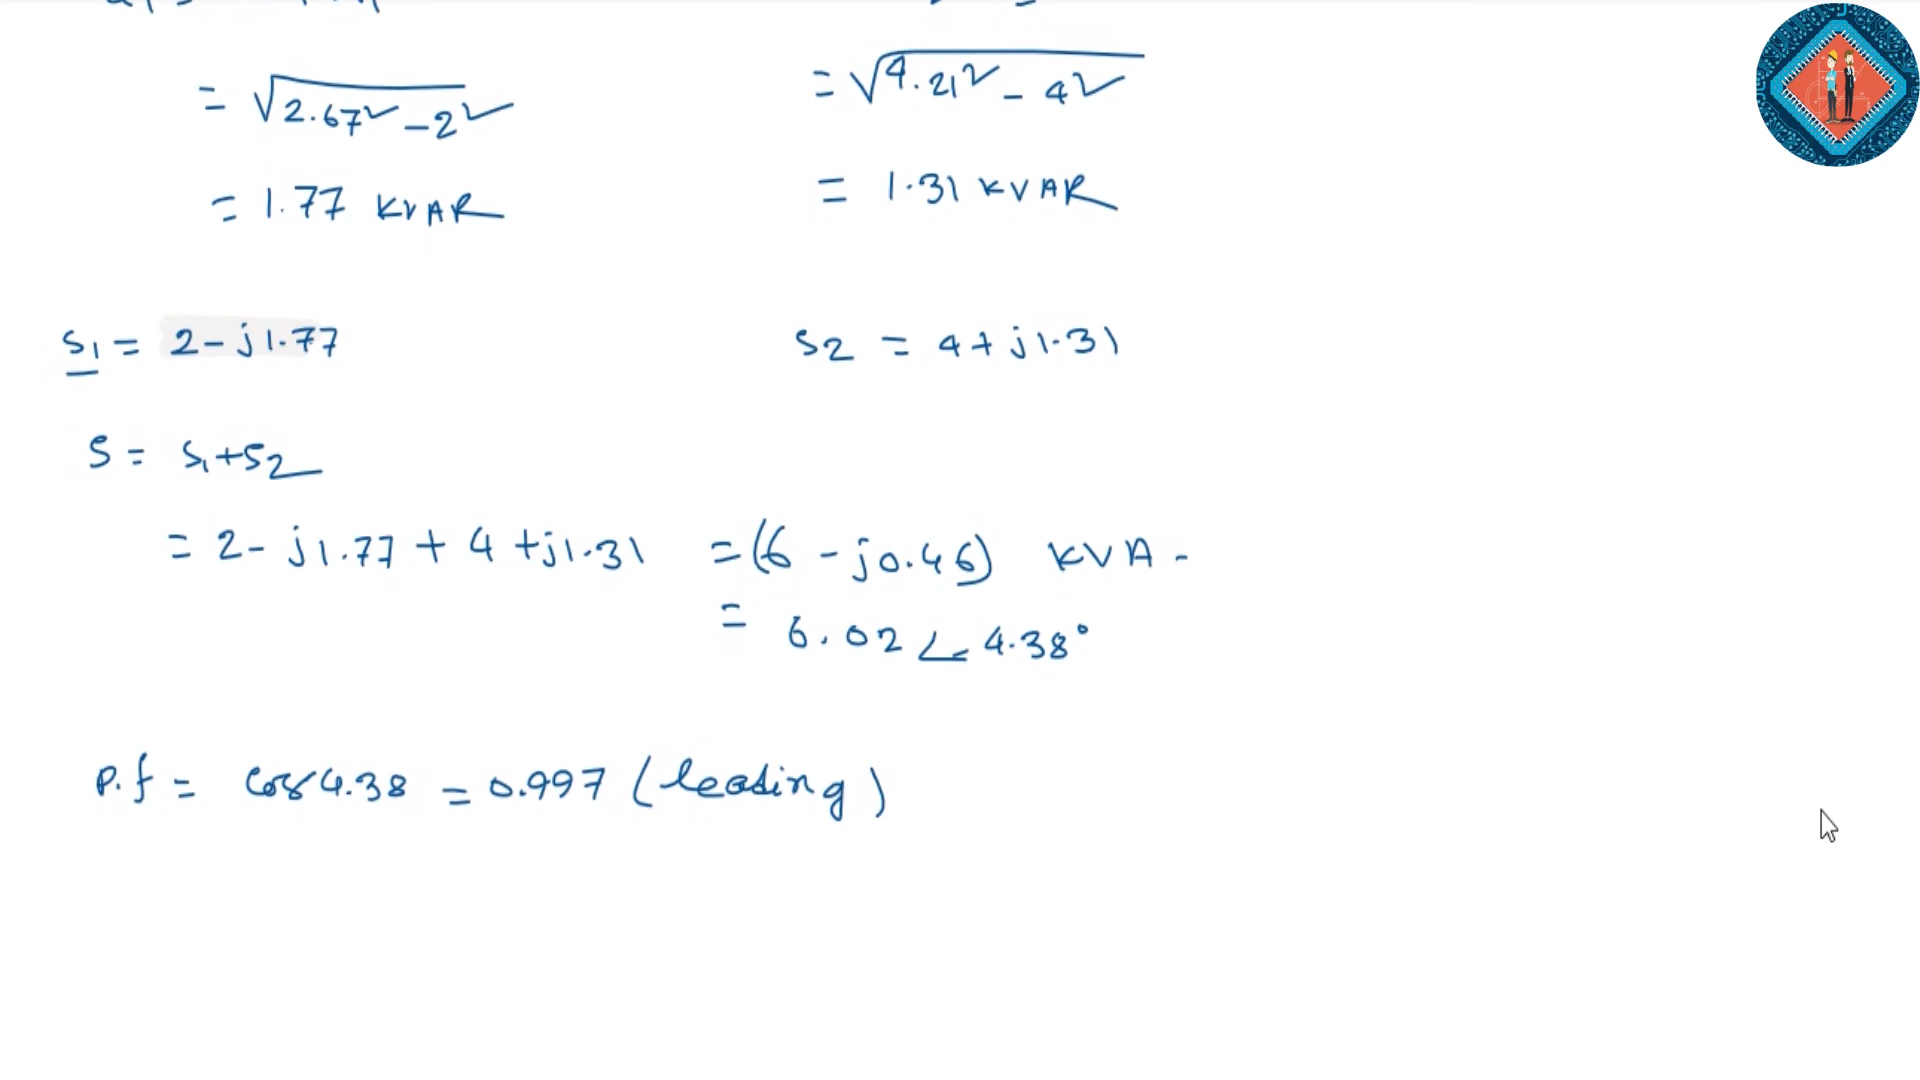 = √2.67² - 2²
= √4.21² - 4²
= 1.77 KVAR
= 1.31 KVAR
S1 = 2 - j1.77
S2 = 4 + j1.31
S = S1 + S2
= 2 - j1.77 + 4 + j1.31 = (6 - j0.46) KVA -
= 6.02 ∠- 4.38°
P.f = Cos 4.38 = 0.997 (leading)